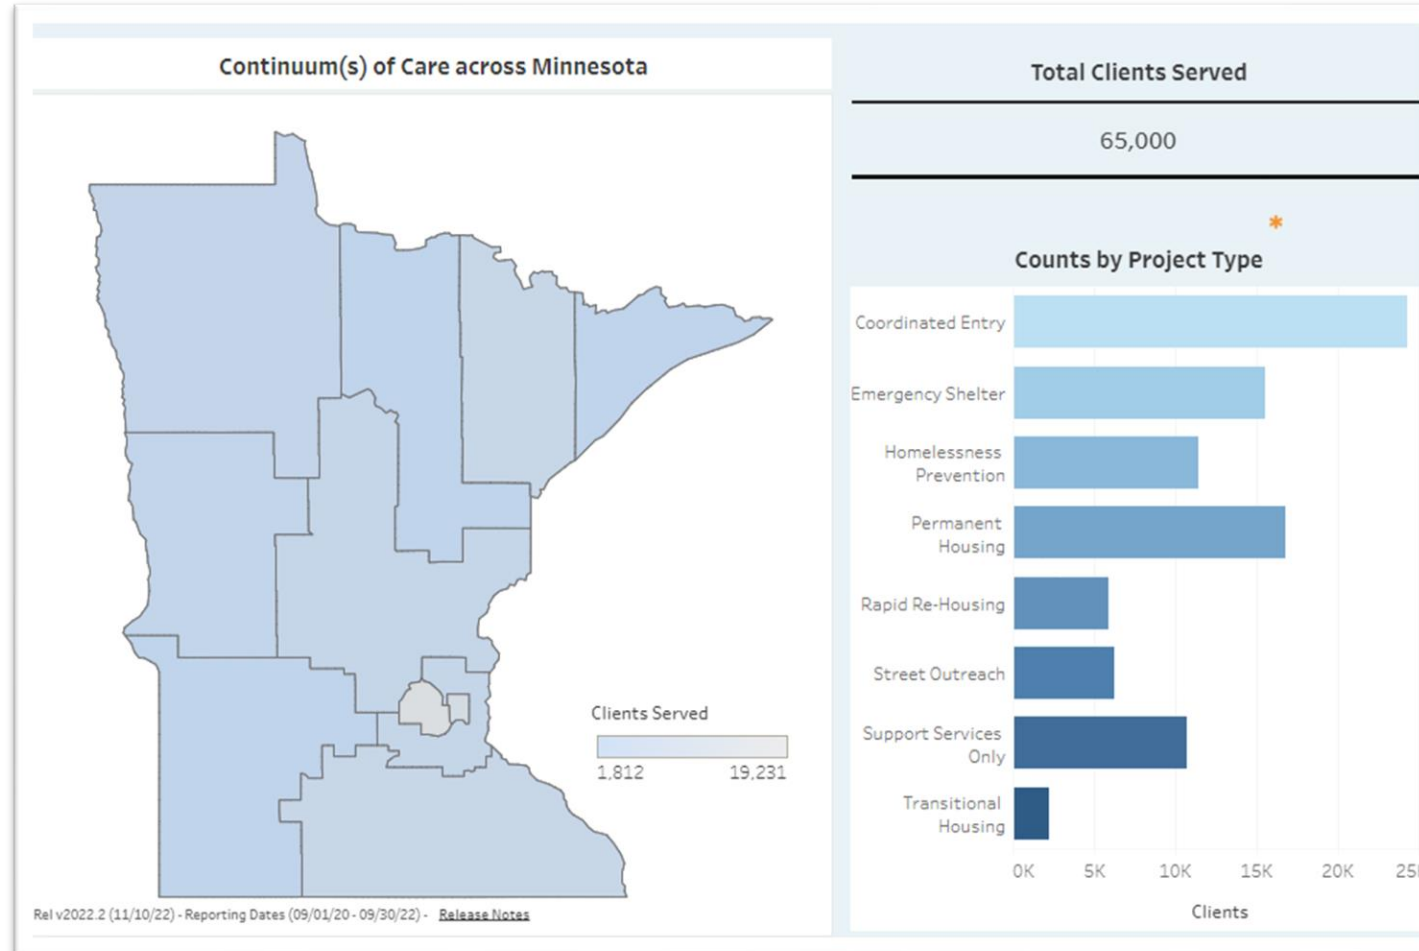 Continuum(s) of Care across Minnesota
Clients Served
1,812 19,231
Rel v2022.2 (11/10/22) - Reporting Dates (09/01/20 - 09/30/22) - Release Notes
Total Clients Served
65,000
*
Counts by Project Type
Coordinated Entry
Emergency Shelter
Homelessness
Prevention
Permanent
Housing
Rapid Re-Housing
Street Outreach
Support Services
Only
Transitional
Housing
0K 5K 10K 15K 20K
Clients